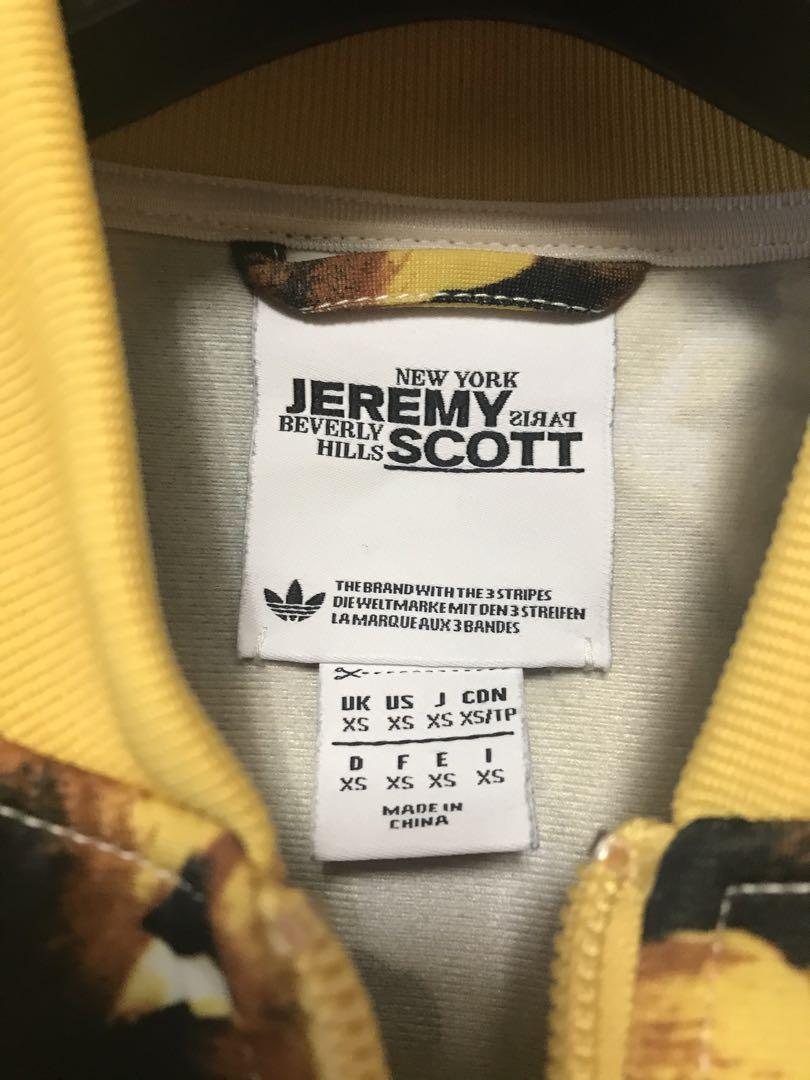 NEW YORK
JEREMY PARIS
BEVERLY
HILLS SCOTT
THE BRAND WITH THE 3 STRIPES
DIE WELTMARKE MIT DEN 3 STREIFEN
LA MARQUE AUX 3 BANDES
UK US J CDN
XS XS XS XS/TP
D F E I
XS XS XS XS
MADE IN
CHINA